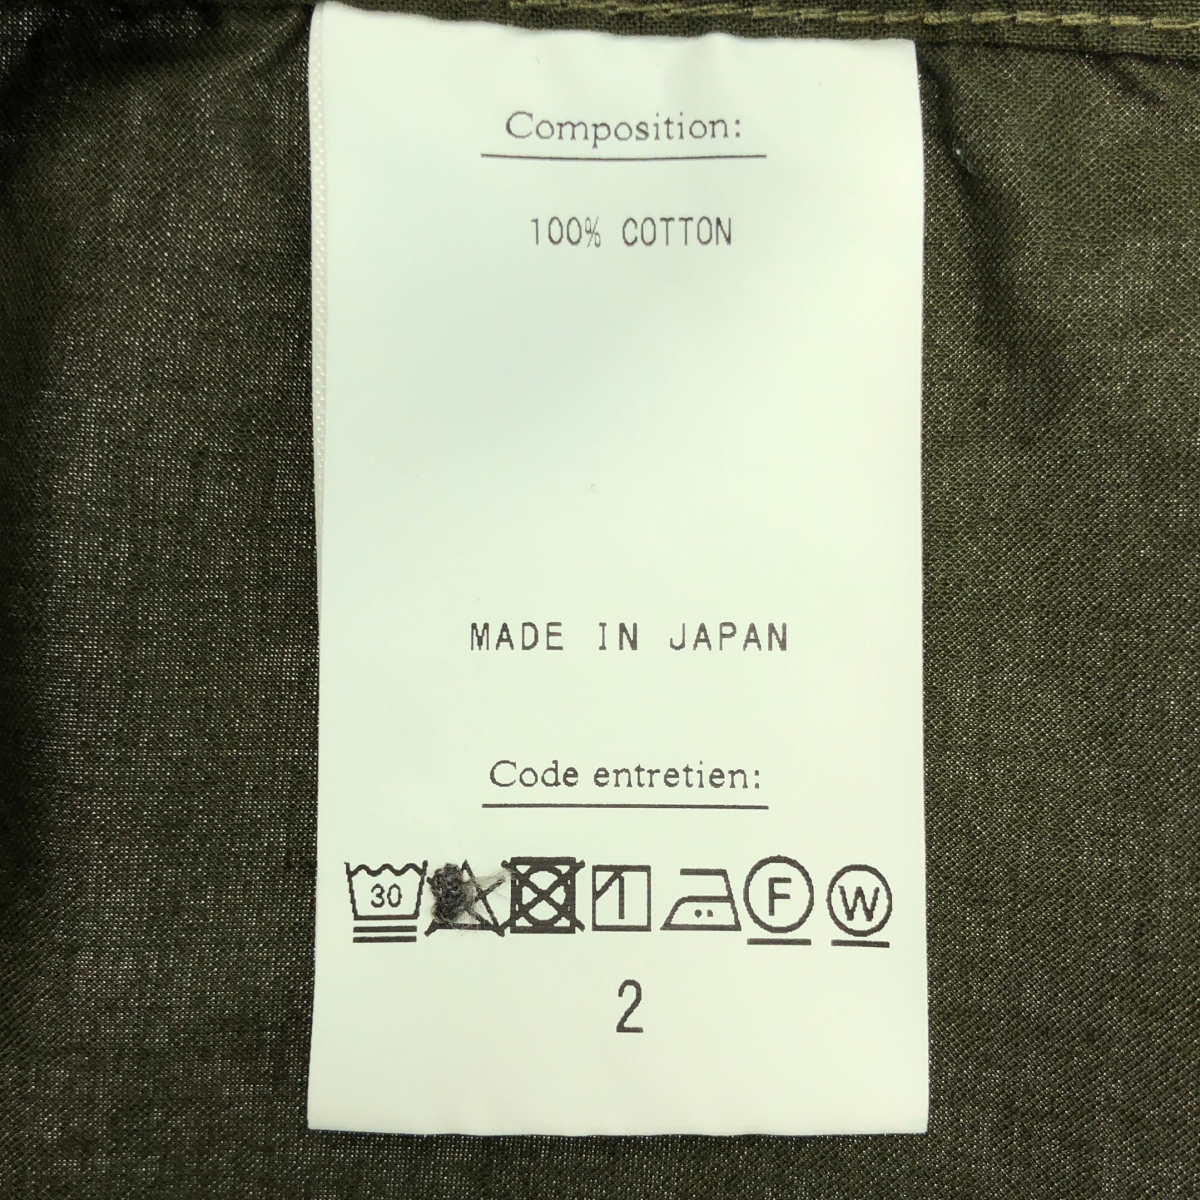 Composition:
100% COTTON
MADE IN JAPAN
Code entretien:
30 F W
2